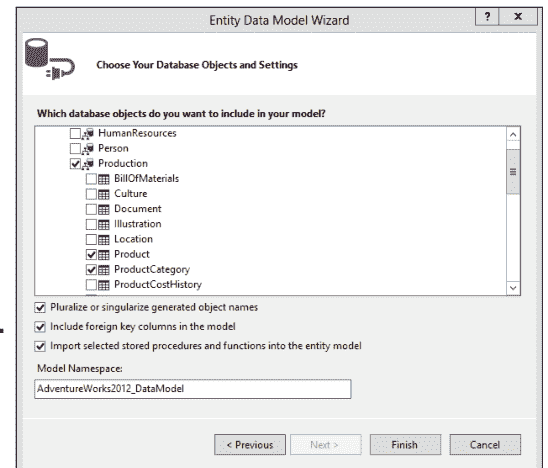 Entity Data Model Wizard
? x
Choose Your Database Objects and Settings
Which database objects do you want to include in your model?
HumanResources
Person
Production
BillOfMaterials
Culture
Document
Illustration
Location
Product
ProductCategory
ProductCostHistory
Pluralize or singularize generated object names
Include foreign key columns in the model
Import selected stored procedures and functions into the entity model
Model Namespace:
AdventureWorks2012_DataModel
< Previous Next > Finish Cancel